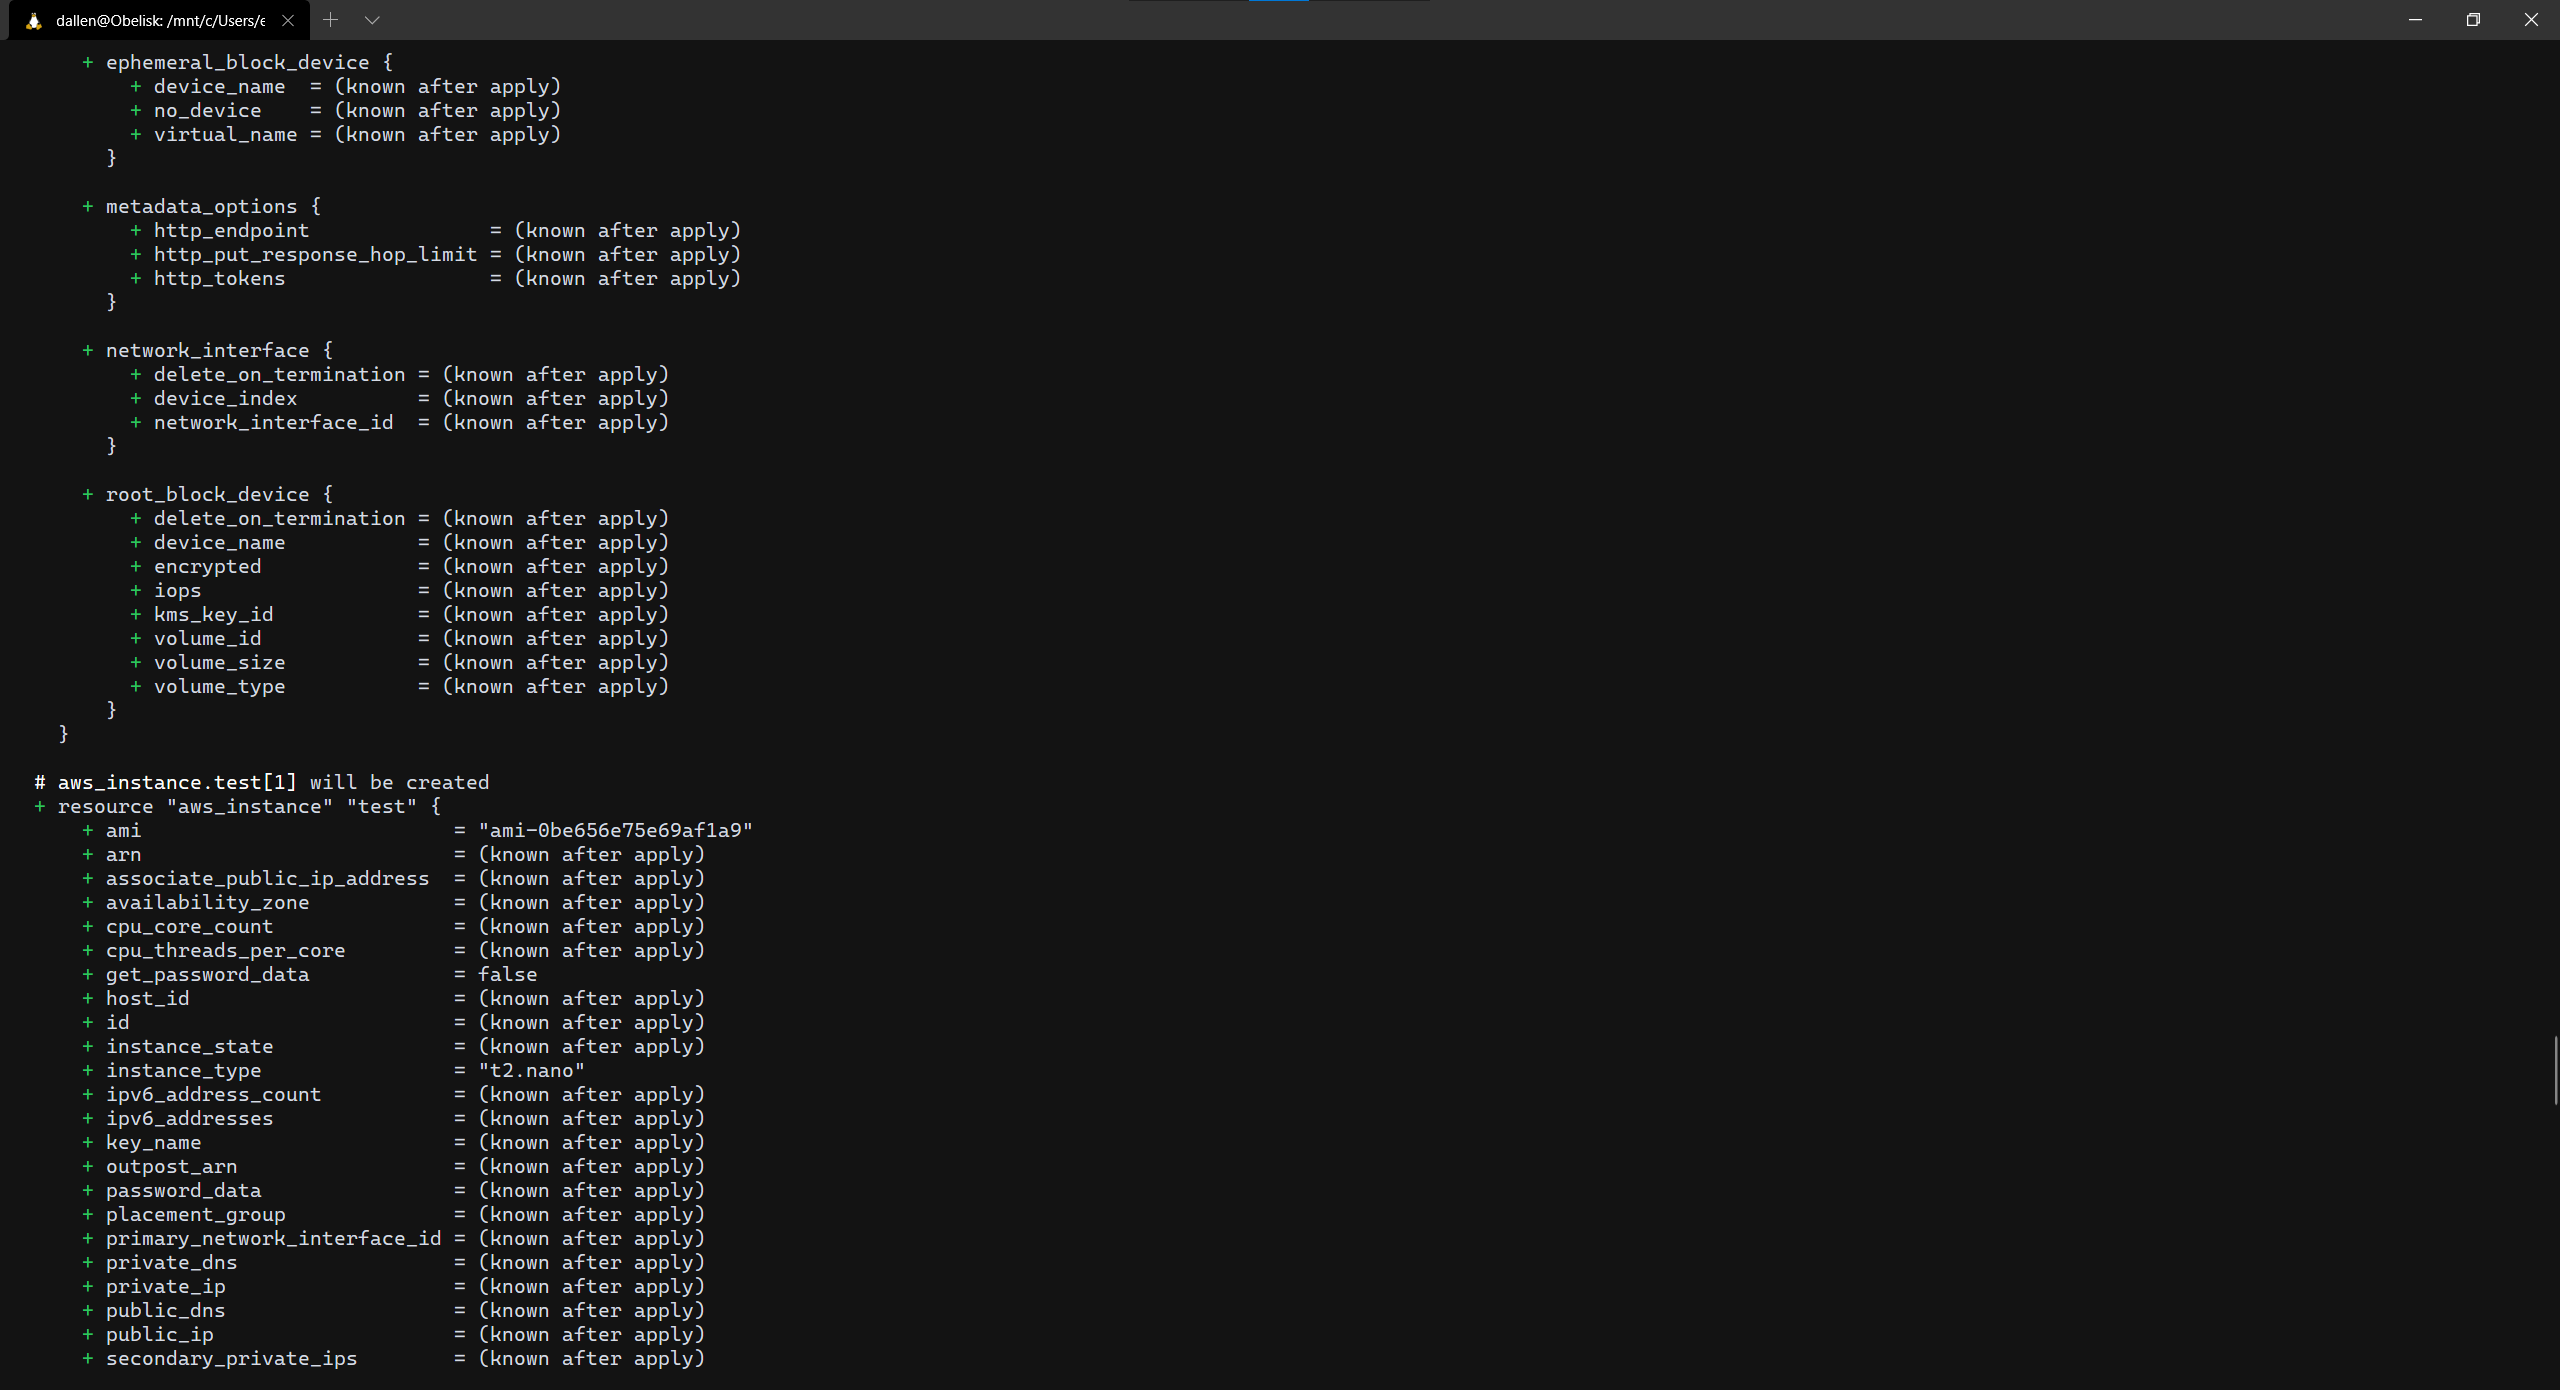 dallen@Obelisk: /mnt/c/Users/e
+ ephemeral_block_device {
+ device_name  = (known after apply)
+ no_device    = (known after apply)
+ virtual_name = (known after apply)
}
+ metadata_options {
+ http_endpoint               = (known after apply)
+ http_put_response_hop_limit = (known after apply)
+ http_tokens                 = (known after apply)
}
+ network_interface {
+ delete_on_termination = (known after apply)
+ device_index          = (known after apply)
+ network_interface_id  = (known after apply)
}
+ root_block_device {
+ delete_on_termination = (known after apply)
+ device_name           = (known after apply)
+ encrypted             = (known after apply)
+ iops                  = (known after apply)
+ kms_key_id            = (known after apply)
+ volume_id             = (known after apply)
+ volume_size           = (known after apply)
+ volume_type           = (known after apply)
}
}
# aws_instance.test[1] will be created
+ resource "aws_instance" "test" {
+ ami                          = "ami-0be656e75e69af1a9"
+ arn                          = (known after apply)
+ associate_public_ip_address  = (known after apply)
+ availability_zone            = (known after apply)
+ cpu_core_count               = (known after apply)
+ cpu_threads_per_core         = (known after apply)
+ get_password_data            = false
+ host_id                      = (known after apply)
+ id                           = (known after apply)
+ instance_state               = (known after apply)
+ instance_type                = "t2.nano"
+ ipv6_address_count           = (known after apply)
+ ipv6_addresses               = (known after apply)
+ key_name                     = (known after apply)
+ outpost_arn                  = (known after apply)
+ password_data                = (known after apply)
+ placement_group              = (known after apply)
+ primary_network_interface_id = (known after apply)
+ private_dns                  = (known after apply)
+ private_ip                   = (known after apply)
+ public_dns                   = (known after apply)
+ public_ip                    = (known after apply)
+ secondary_private_ips        = (known after apply)